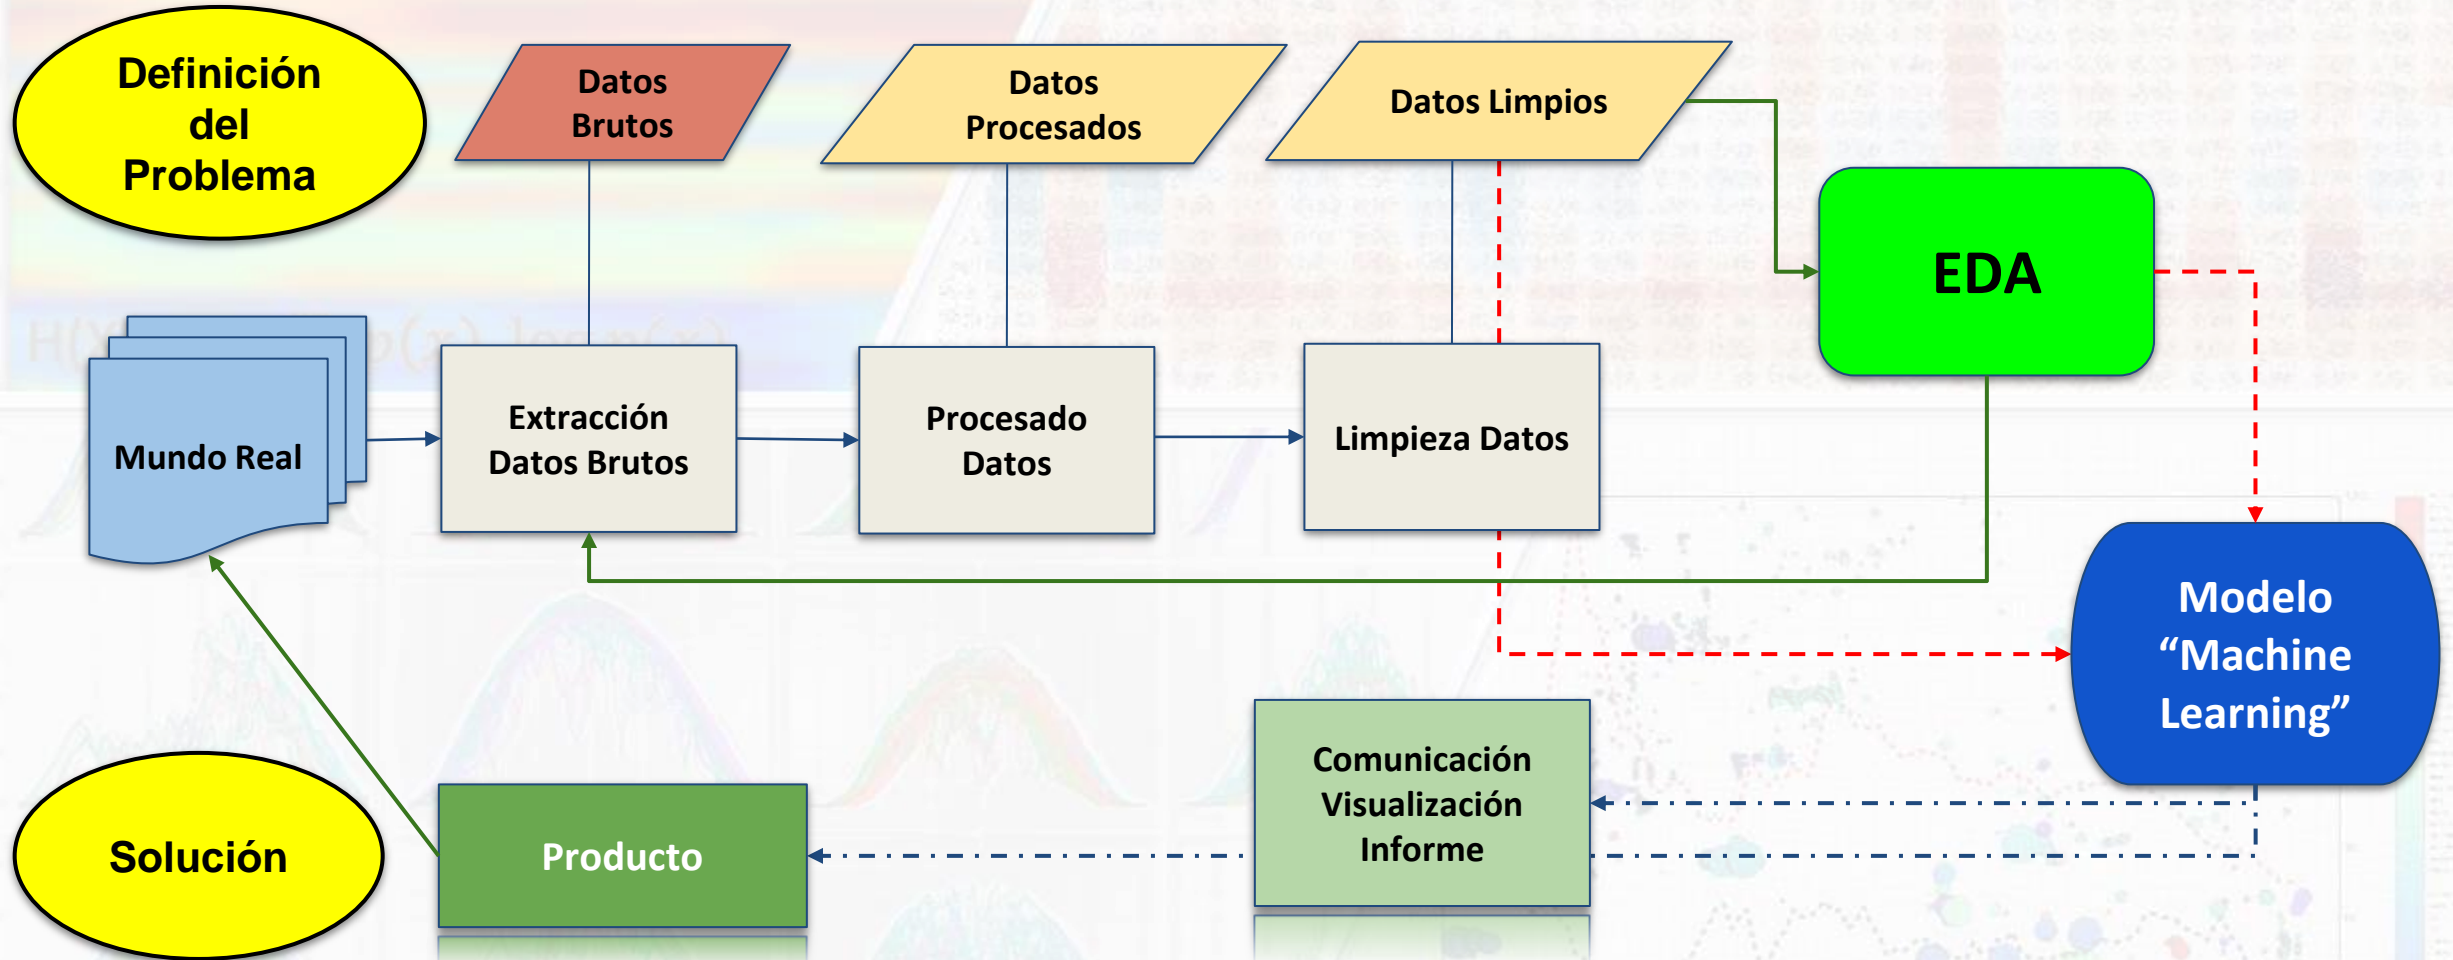 Definición
del
Problema
Datos
Brutos
Datos
Procesados
Datos Limpios
EDA
Mundo Real
Extracción
Datos Brutos
Procesado
Datos
Limpieza Datos
Modelo
“Machine
Learning”
Comunicación
Visualización
Informe
Producto
Solución